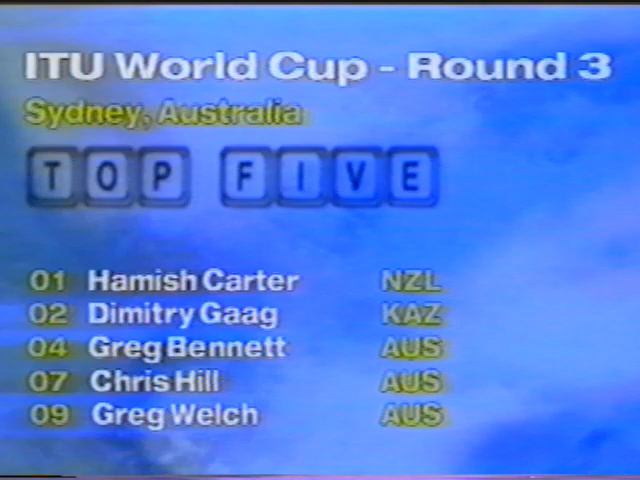 ITU World Cup - Round 3
Sydney, Australia
TOP FIVE
01 Hamish Carter NZL
02 Dimitry Gaag KAZ
04 Greg Bennett AUS
07 Chris Hill AUS
09 Greg Welch AUS